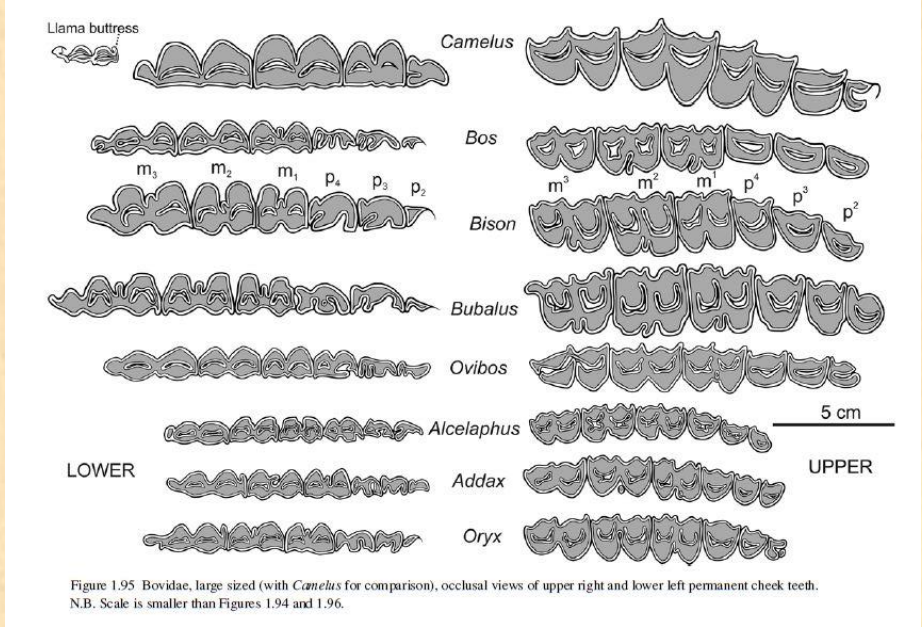 Llama buttress
Camelus
Bos
m₃ m₂ m₁ p₄ p₃ p₂
m³ m² m¹ p⁴ p³ p²
Bison
Bubalus
Ovibos
5 cm
Alcelaphus
LOWER
UPPER
Addax
Oryx
Figure 1.95 Bovidae, large sized (with Camelus for comparison), occlusal views of upper right and lower left permanent cheek teeth.
N.B. Scale is smaller than Figures 1.94 and 1.96.